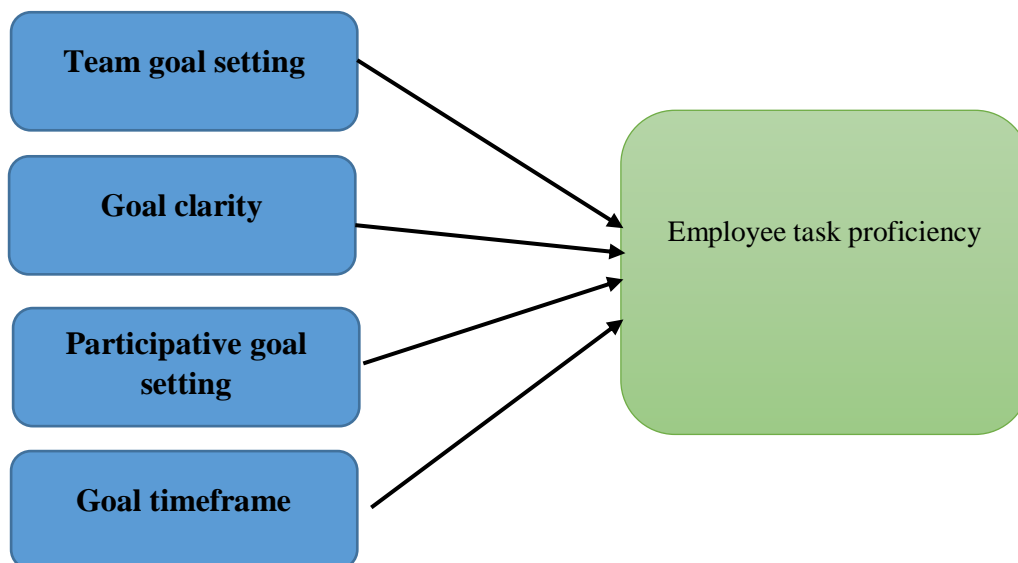 Team goal setting
Goal clarity
Participative goal
setting
Goal timeframe
Employee task proficiency